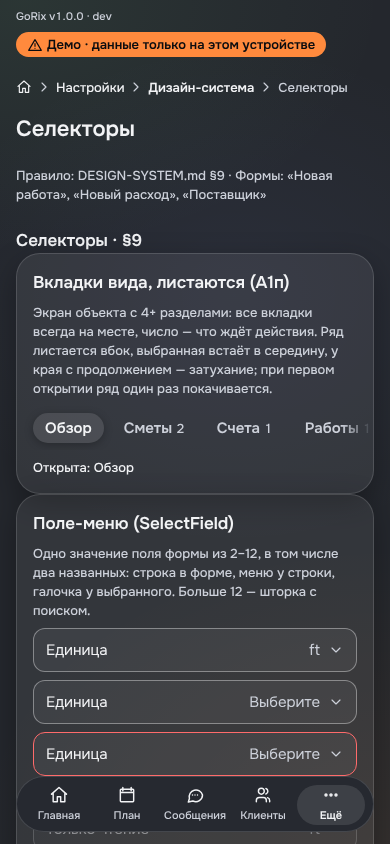 GoRix v1.0.0 · dev
Демо · данные только на этом устройстве
Настройки > Дизайн-система > Селекторы
Селекторы
Правило: DESIGN-SYSTEM.md §9 · Формы: «Новая
работа», «Новый расход», «Поставщик»
Селекторы · §9
Вкладки вида, листаются (А1п)
Экран объекта с 4+ разделами: все вкладки
всегда на месте, число — что ждёт действия. Ряд
листается вбок, выбранная встаёт в середину, у
края с продолжением — затухание; при первом
открытии ряд один раз покачивается.
Обзор Сметы 2 Счета 1 Работы 1
Открыта: Обзор
Поле-меню (SelectField)
Одно значение поля формы из 2–12, в том числе
два названных: строка в форме, меню у строки,
галочка у выбранного. Больше 12 — шторка с
поиском.
Единица ft
Единица Выберите
Единица Выберите
Главная План Сообщения Клиенты Ещё